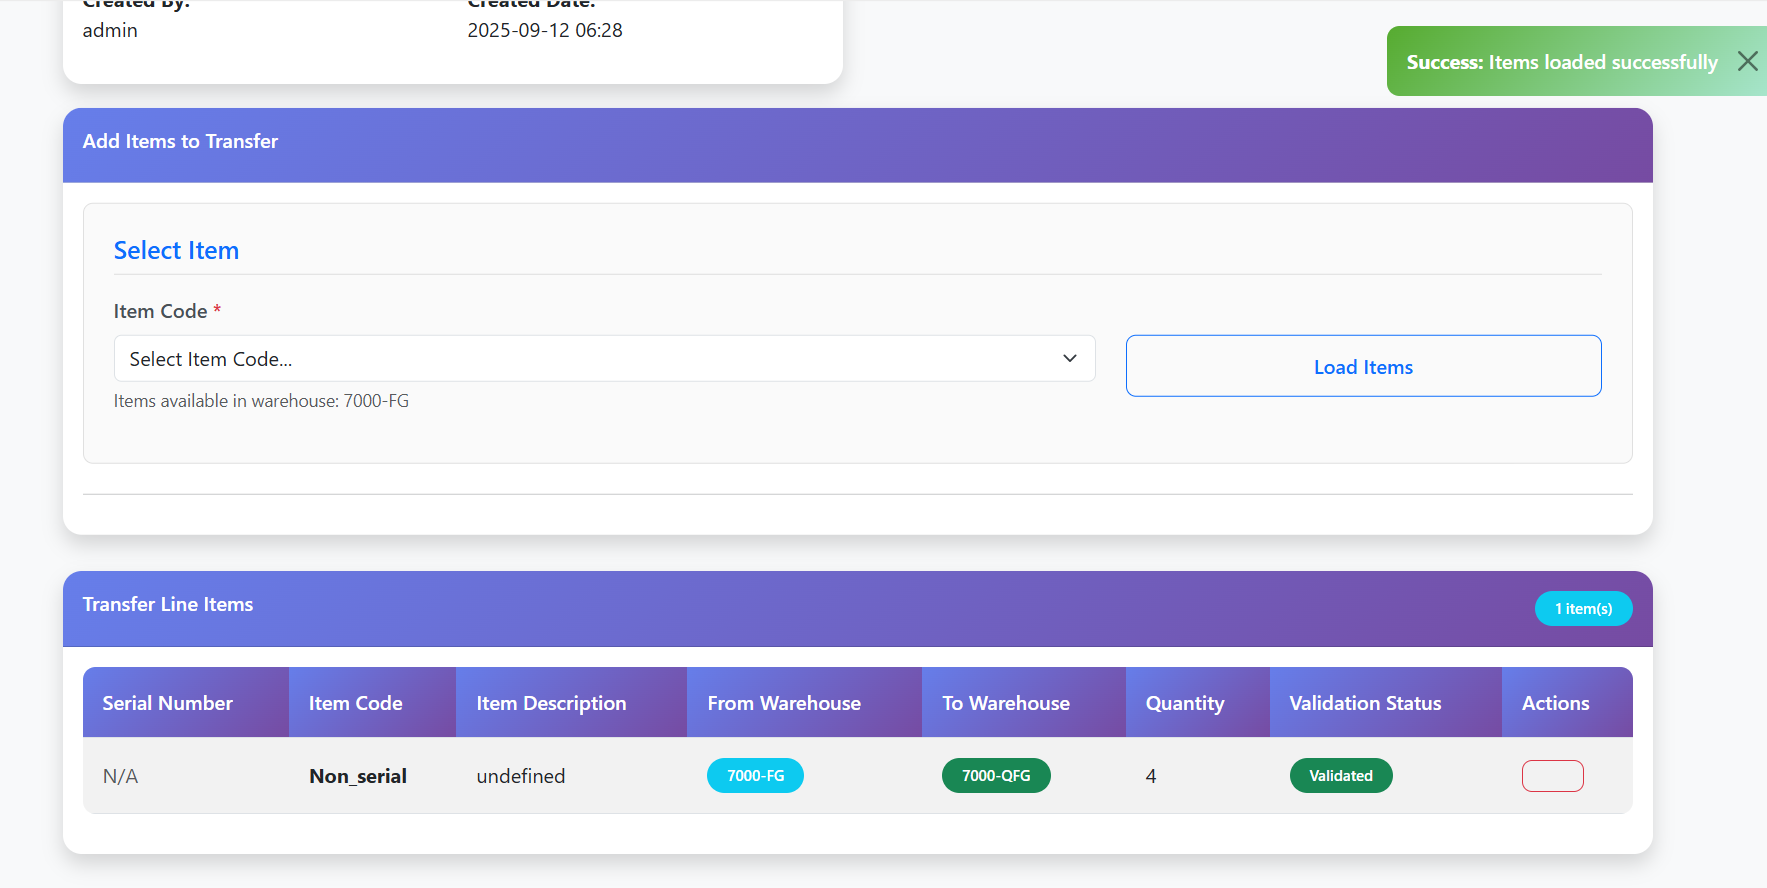 Created By:
Created Date:
admin
2025-09-12 06:28
Success: Items loaded successfully
Add Items to Transfer
Select Item
Item Code *
Select Item Code...
Load Items
Items available in warehouse: 7000-FG
Transfer Line Items
1 item(s)
Serial Number Item Code Item Description From Warehouse To Warehouse Quantity Validation Status Actions
N/A Non_serial undefined 7000-FG 7000-QFG 4 Validated